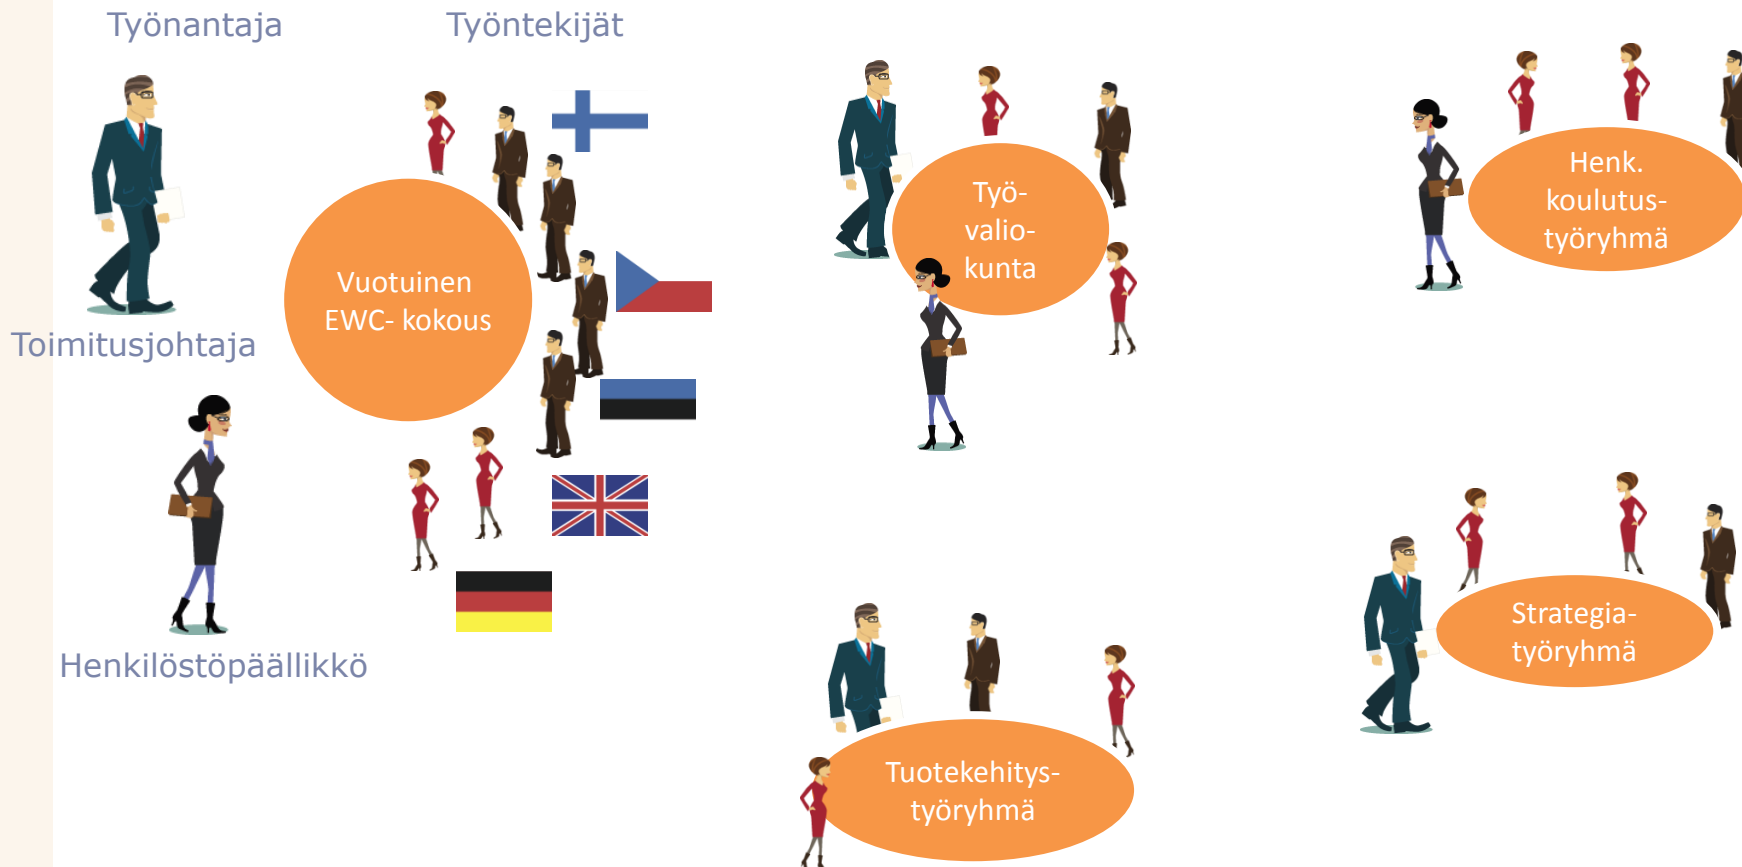 Työnantaja
Työntekijät
Vuotuinen
EWC- kokous
Toimitusjohtaja
Henkilöstöpäällikkö
Työ-
valio-
kunta
Henk.
koulutus-
työryhmä
Tuotekehitys-
työryhmä
Strategia-
työryhmä